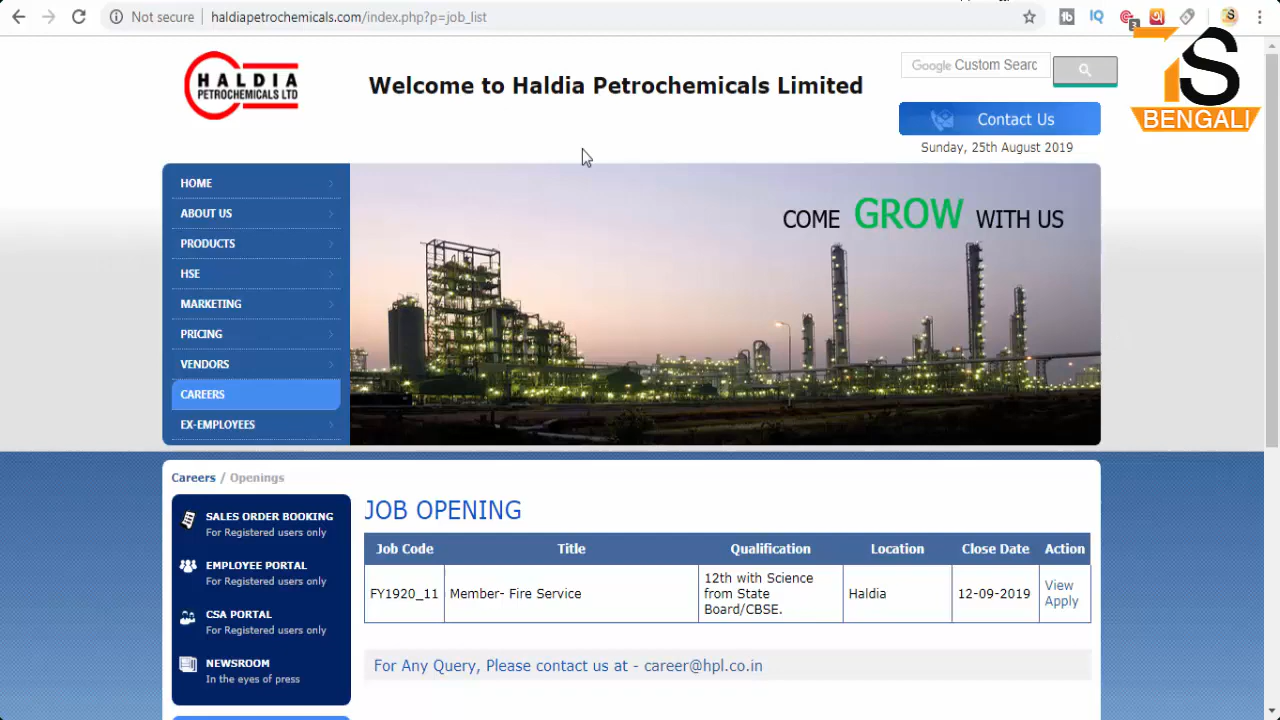 Not secure haldiapetrochemicals.com/index.php?p=job_list
3
HALDIA
PETROCHEMICALS LTD
Welcome to Haldia Petrochemicals Limited
Google Custom Searc
S
BENGALI
Contact Us
Sunday, 25th August 2019
HOME
ABOUT US
PRODUCTS
HSE
MARKETING
PRICING
VENDORS
CAREERS
EX-EMPLOYEES
COME GROW WITH US
Careers / Openings
SALES ORDER BOOKING
For Registered users only
EMPLOYEE PORTAL
For Registered users only
CSA PORTAL
For Registered users only
NEWSROOM
In the eyes of press
JOB OPENING
Job Code Title Qualification Location Close Date Action
FY1920_11 Member- Fire Service 12th with Science Haldia 12-09-2019 View
from State Apply
Board/CBSE.
For Any Query, Please contact us at - career@hpl.co.in